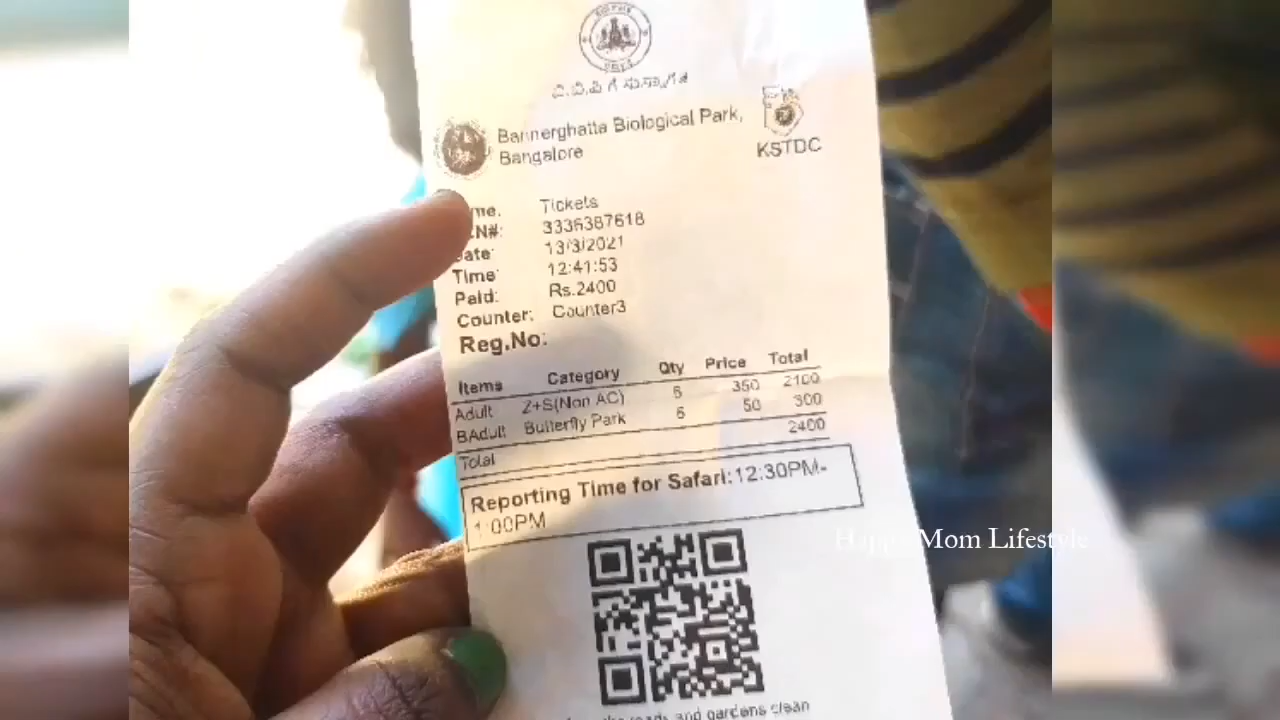 ಬಿ.ಬಿ.ಪಿ ಗೆ ಸುಸ್ವಾಗತ
Bannerghatta Biological Park,
Bangalore
KSTDC
Tickets
3336387618
Date: 13/3/2021
Time: 12:41:53
Paid: Rs.2400
Counter: Counter3
Reg.No:
Items Category Qty Price Total
Adult Z+S(Non AC) 6 350 2100
BAdult Butterfly Park 6 50 300
Total 2400
Reporting Time for Safari:12:30PM-
1:00PM
Happy Mom Lifestyle
roads and gardens clean